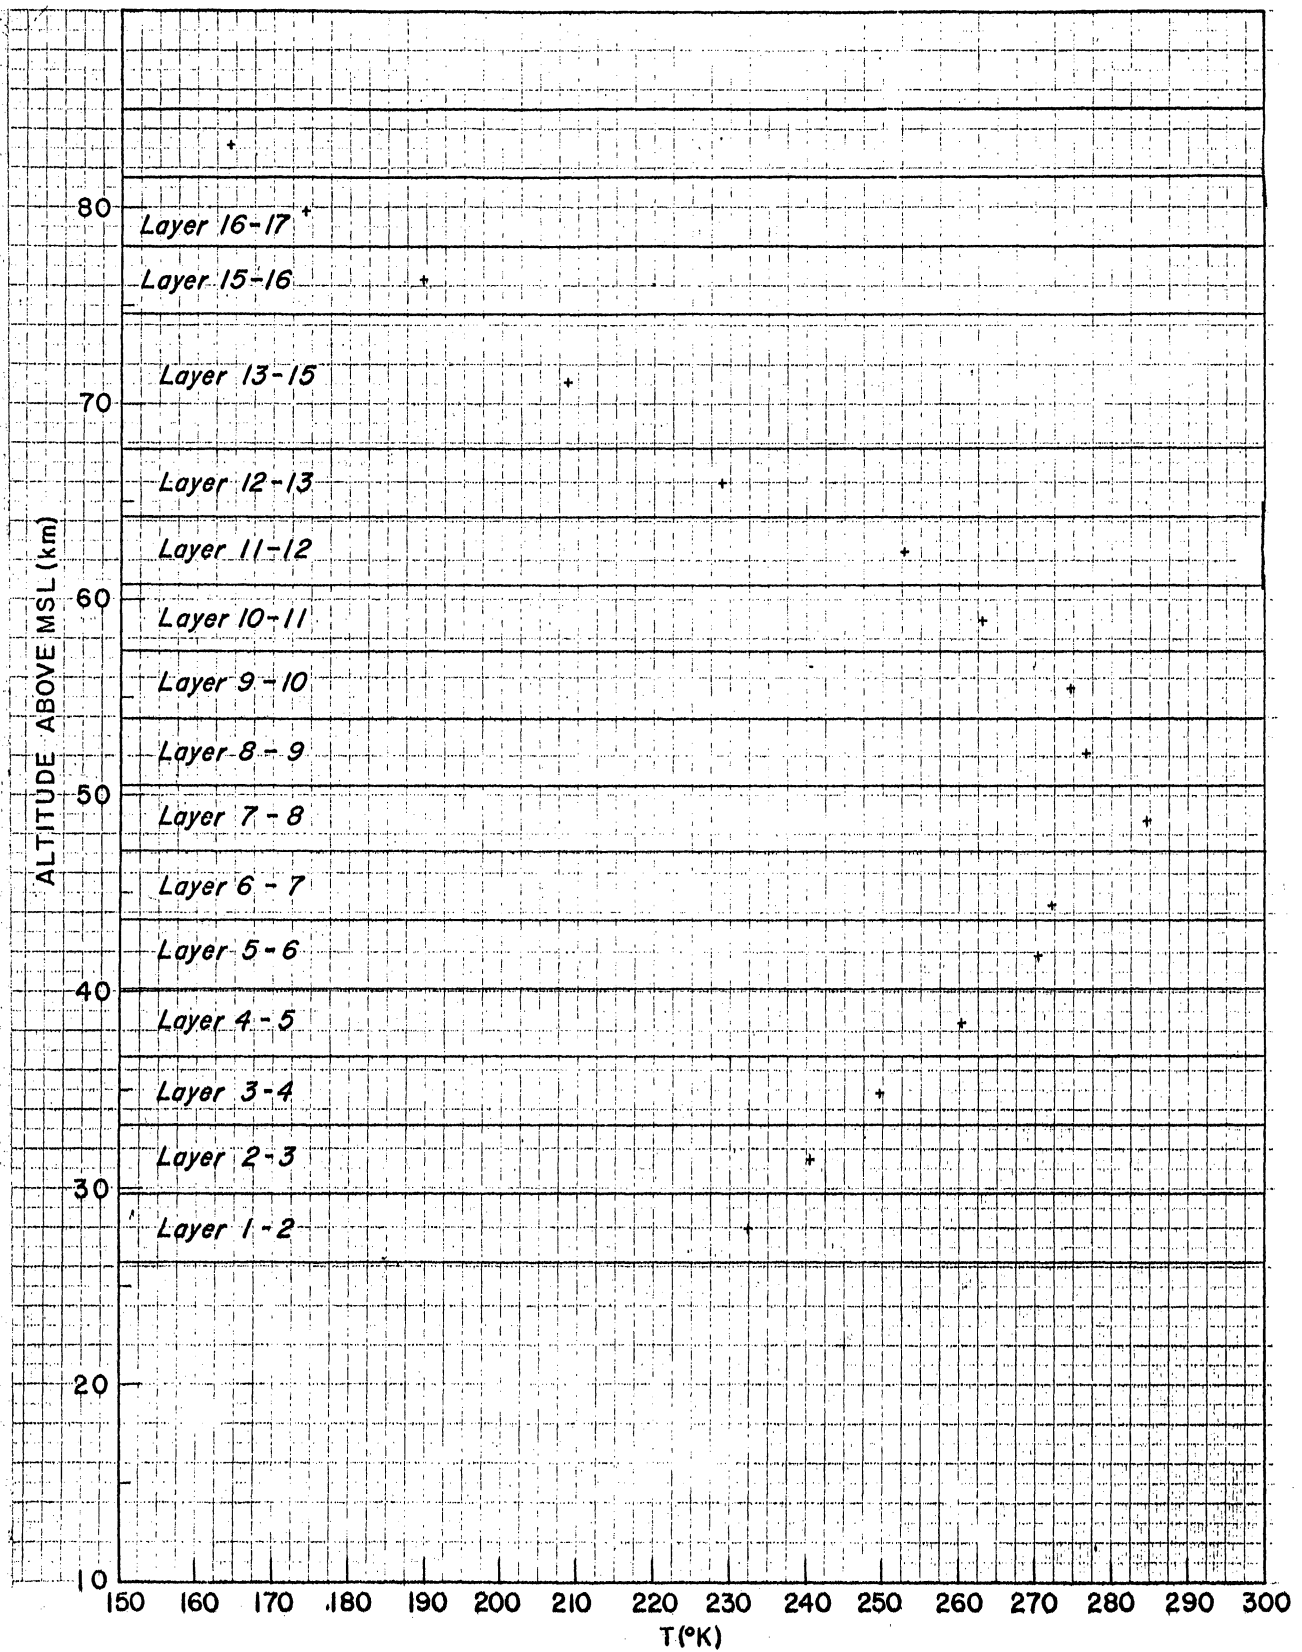 80
Layer 16-17
Layer 15-16
Layer 13-15
70
Layer 12-13
Layer 11-12
60
Layer 10-11
Layer 9-10
Layer 8-9
50
Layer 7-8
Layer 6-7
Layer 5-6
40
Layer 4-5
Layer 3-4
Layer 2-3
30
Layer 1-2
20
10
ALTITUDE ABOVE MSL (km)
150 160 170 180 190 200 210 220 230 240 250 260 270 280 290 300
T(°K)